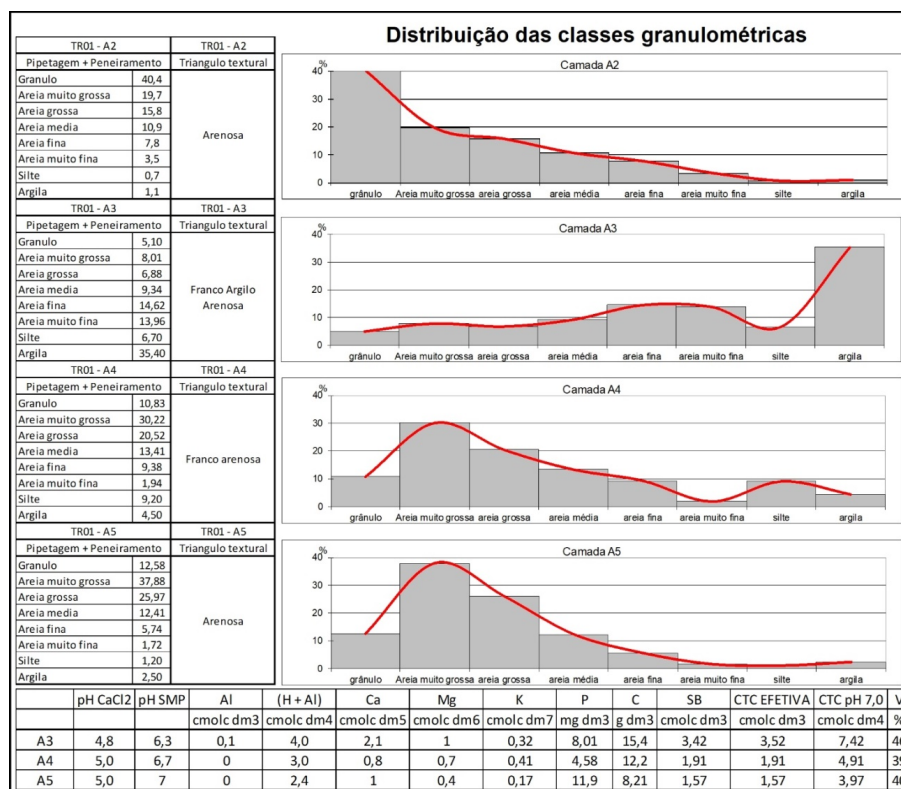 Distribuição das classes granulométricas
TR01 - A2 TR01 - A2
Pipetagem + Peneiramento Triangulo textural
Granulo 40,4
Areia muito grossa 19,7
Areia grossa 15,8
Areia media 10,9
Areia fina 7,8
Areia muito fina 3,5
Silte 0,7
Argila 1,1
Arenosa
Camada A2
%
40
30
20
10
0
grânulo Areia muito grossa areia grossa areia média areia fina areia muito fina silte argila
TR01 - A3 TR01 - A3
Pipetagem + Peneiramento Triangulo textural
Granulo 5,10
Areia muito grossa 8,01
Areia grossa 6,88
Areia media 9,34
Areia fina 14,62
Areia muito fina 13,96
Silte 6,70
Argila 35,40
Franco Argilo
Arenosa
Camada A3
%
40
30
20
10
0
grânulo Areia muito grossa areia grossa areia média areia fina areia muito fina silte argila
TR01 - A4 TR01 - A4
Pipetagem + Peneiramento Triangulo textural
Granulo 10,83
Areia muito grossa 30,22
Areia grossa 20,52
Areia media 13,41
Areia fina 9,38
Areia muito fina 1,94
Silte 9,20
Argila 4,50
Franco arenosa
Camada A4
%
40
30
20
10
0
grânulo Areia muito grossa areia grossa areia média areia fina areia muito fina silte argila
TR01 - A5 TR01 - A5
Pipetagem + Peneiramento Triangulo textural
Granulo 12,58
Areia muito grossa 37,88
Areia grossa 25,97
Areia media 12,41
Areia fina 5,74
Areia muito fina 1,72
Silte 1,20
Argila 2,50
Arenosa
Camada A5
%
40
30
20
10
0
grânulo Areia muito grossa areia grossa areia média areia fina areia muito fina silte argila
pH CaCl2 pH SMP Al (H + Al) Ca Mg K P C SB CTC EFETIVA CTC pH 7,0 V
cmolc dm3 cmolc dm4 cmolc dm5 cmolc dm6 cmolc dm7 mg dm3 g dm3 cmolc dm3 cmolc dm3 cmolc dm4 %
A3 4,8 6,3 0,1 4,0 2,1 1 0,32 8,01 15,4 3,42 3,52 7,42
A4 5,0 6,7 0 3,0 0,8 0,7 0,41 4,58 12,2 1,91 1,91 4,91
A5 5,0 7 0 2,4 1 0,4 0,17 11,9 8,21 1,57 1,57 3,97